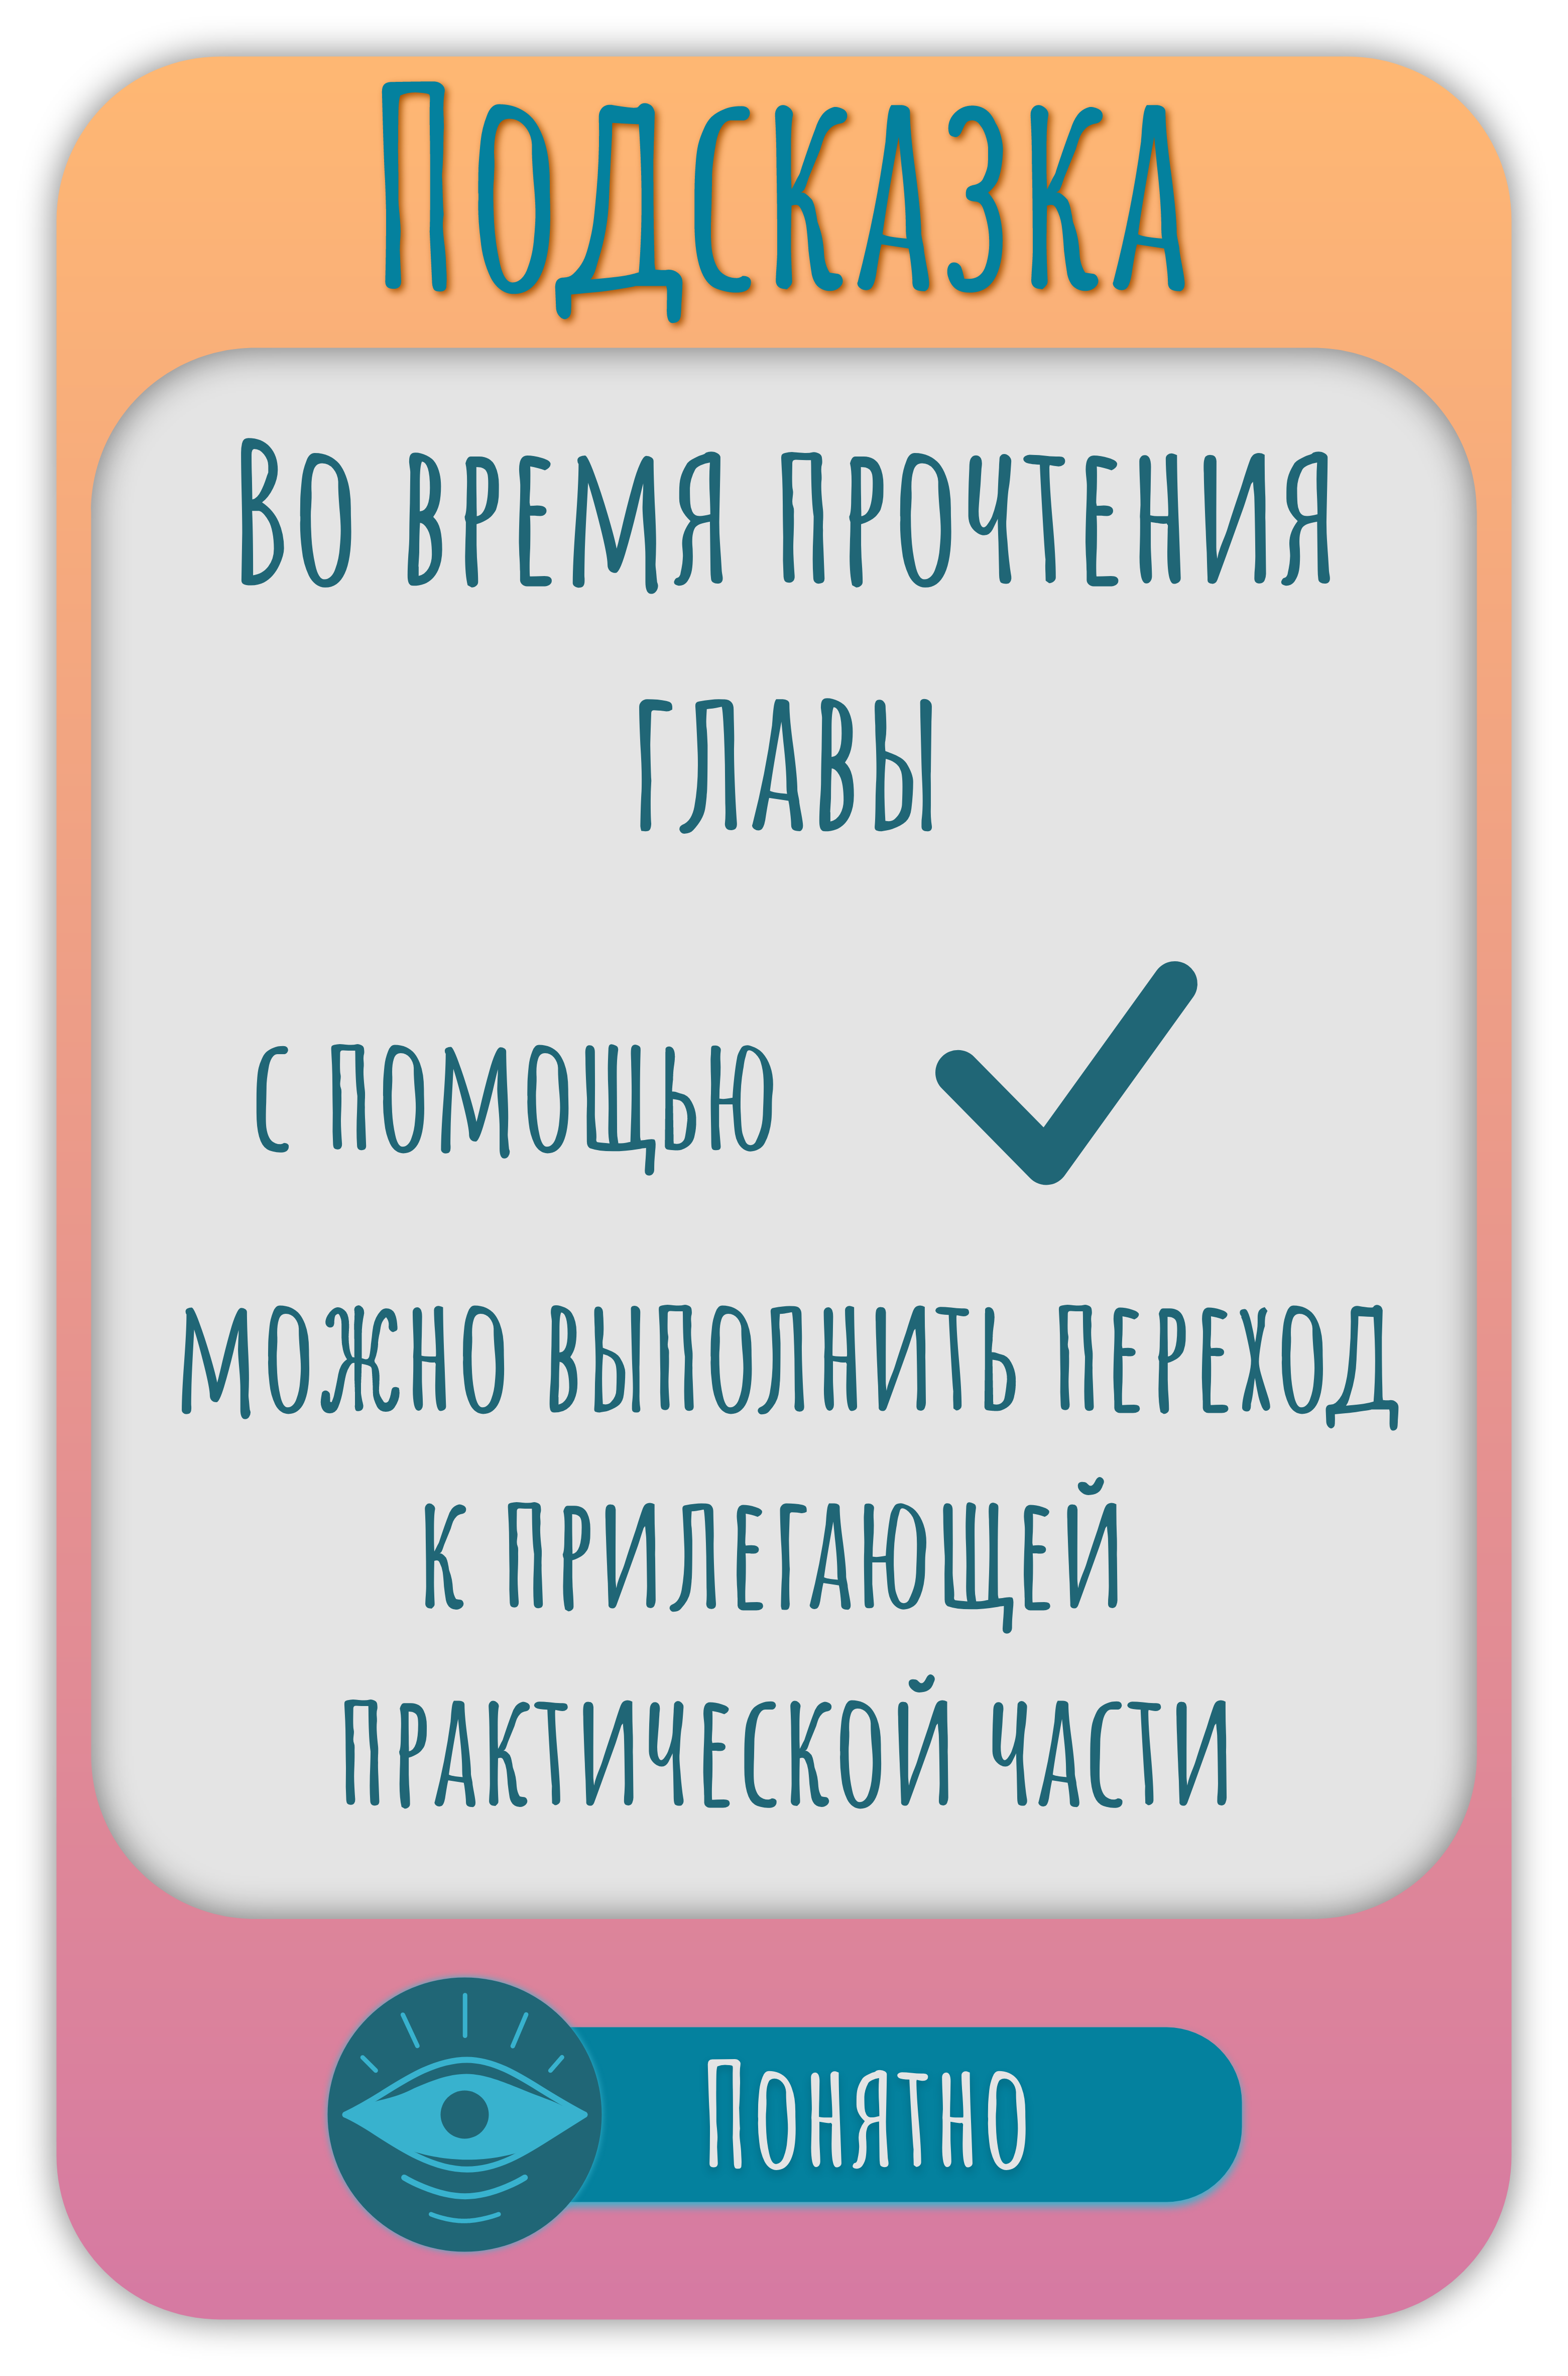 Подсказка
Во время прочтения
главы
с помощью
можно выполнить переход
к прилегающей
практической части
Понятно